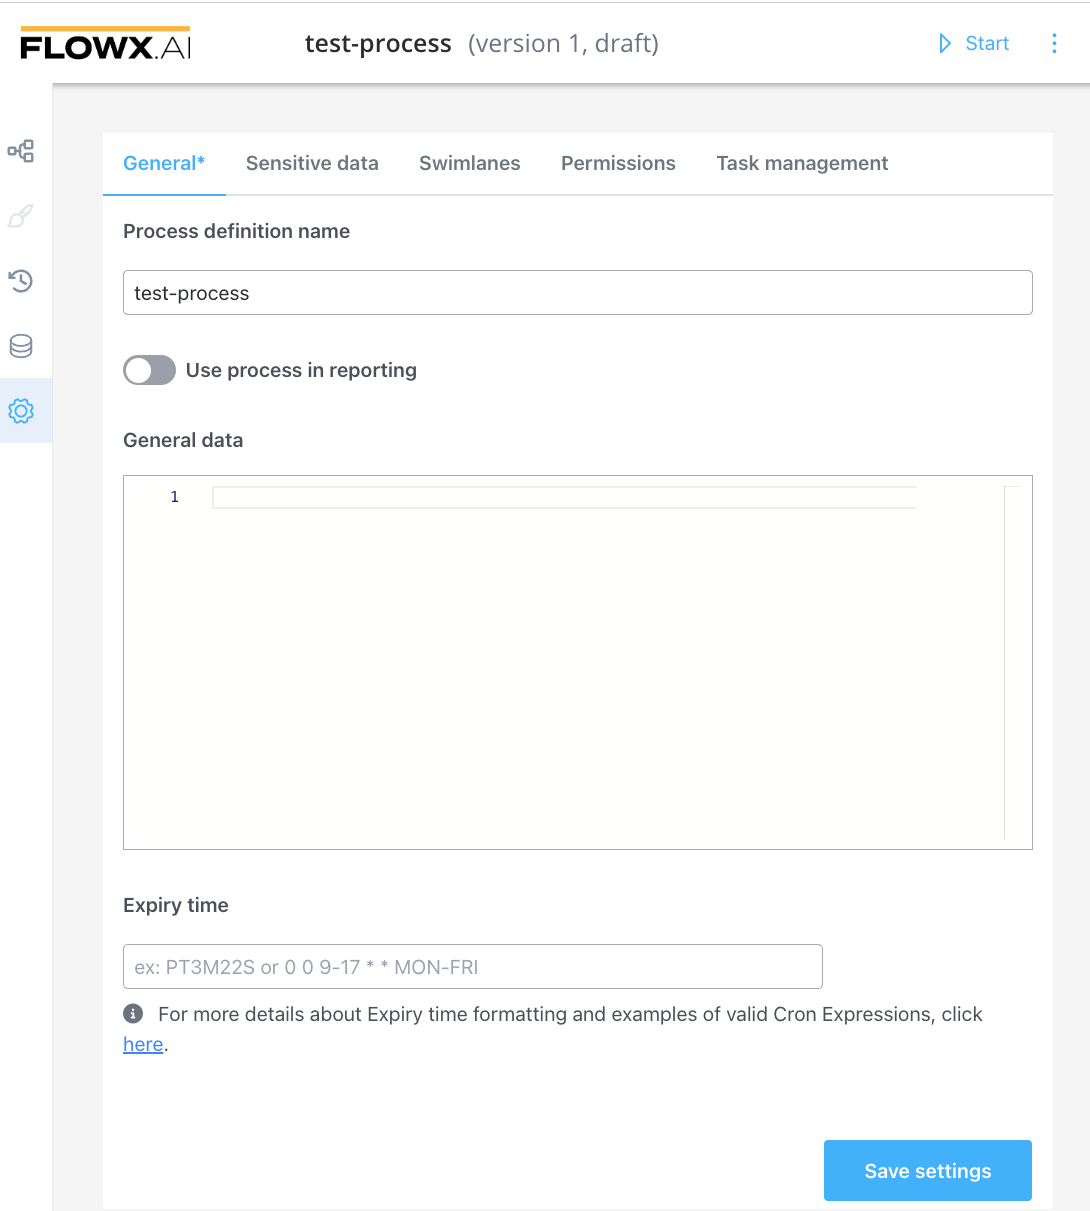 FLOWX.AI
test-process (version 1, draft)
Start
General* Sensitive data Swimlanes Permissions Task management
Process definition name
test-process
Use process in reporting
General data
1
Expiry time
ex: PT3M22S or 0 0 9-17 * * MON-FRI
For more details about Expiry time formatting and examples of valid Cron Expressions, click
here.
Save settings